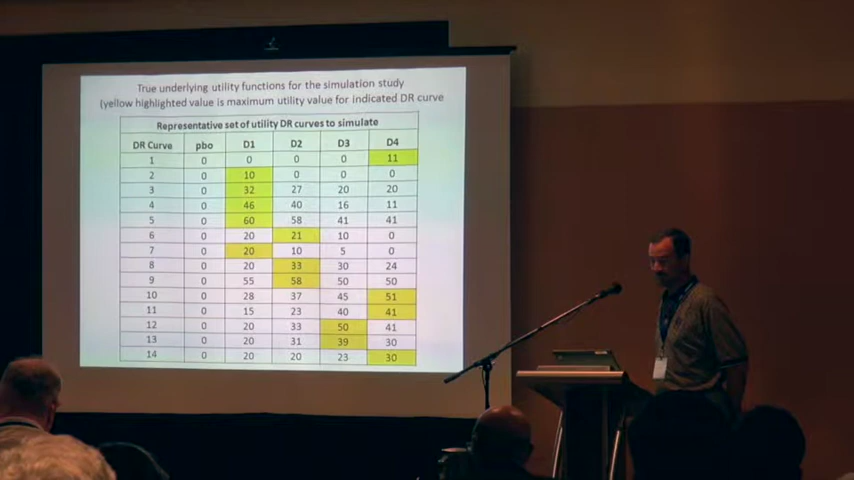 True underlying utility functions for the simulation study
(yellow highlighted value is maximum utility value for indicated DR curve
Representative set of utility DR curves to simulate
DR Curve pbo D1 D2 D3 D4
1 0 0 0 0 11
2 0 10 0 0 0
3 0 32 27 20 20
4 0 46 40 16 11
5 0 60 58 41 41
6 0 20 21 10 0
7 0 20 10 5 0
8 0 20 33 30 24
9 0 55 58 50 50
10 0 28 37 45 51
11 0 15 23 40 41
12 0 20 33 50 41
13 0 20 31 39 30
14 0 20 20 23 30